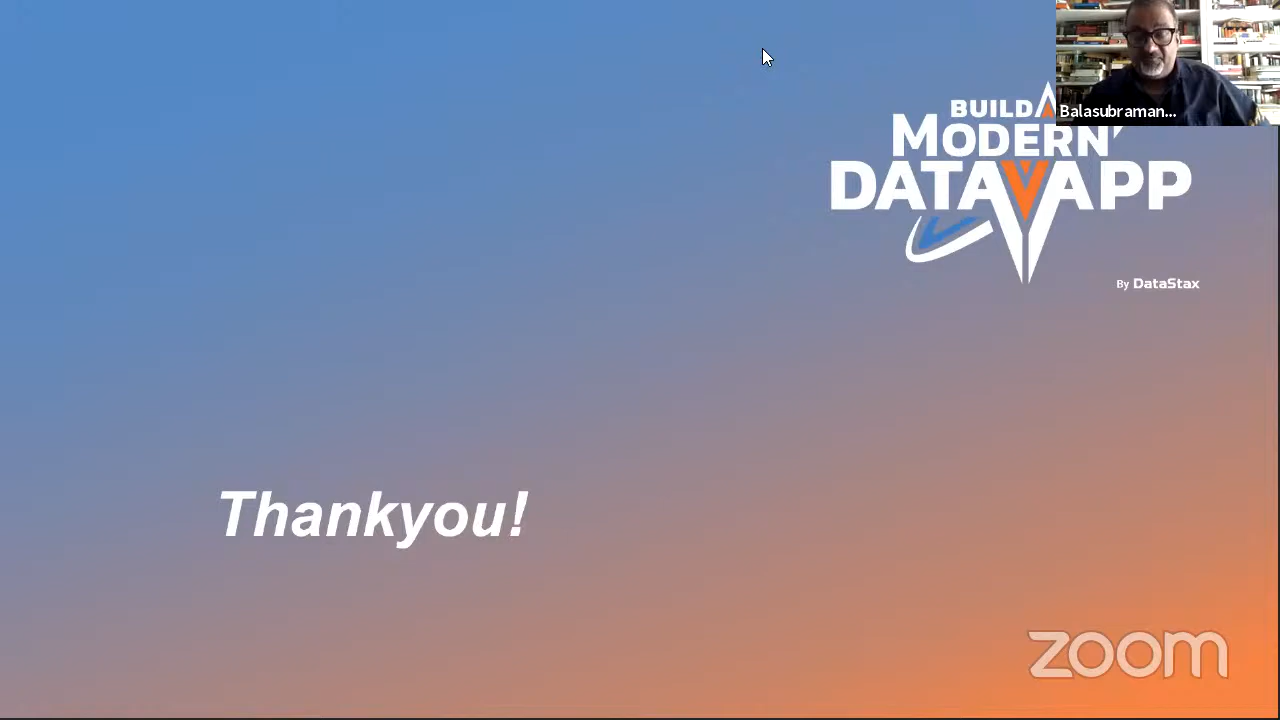 BUILD A
MODERN
DATA APP
By DataStax
Balasubraman...
Thankyou!
zoom